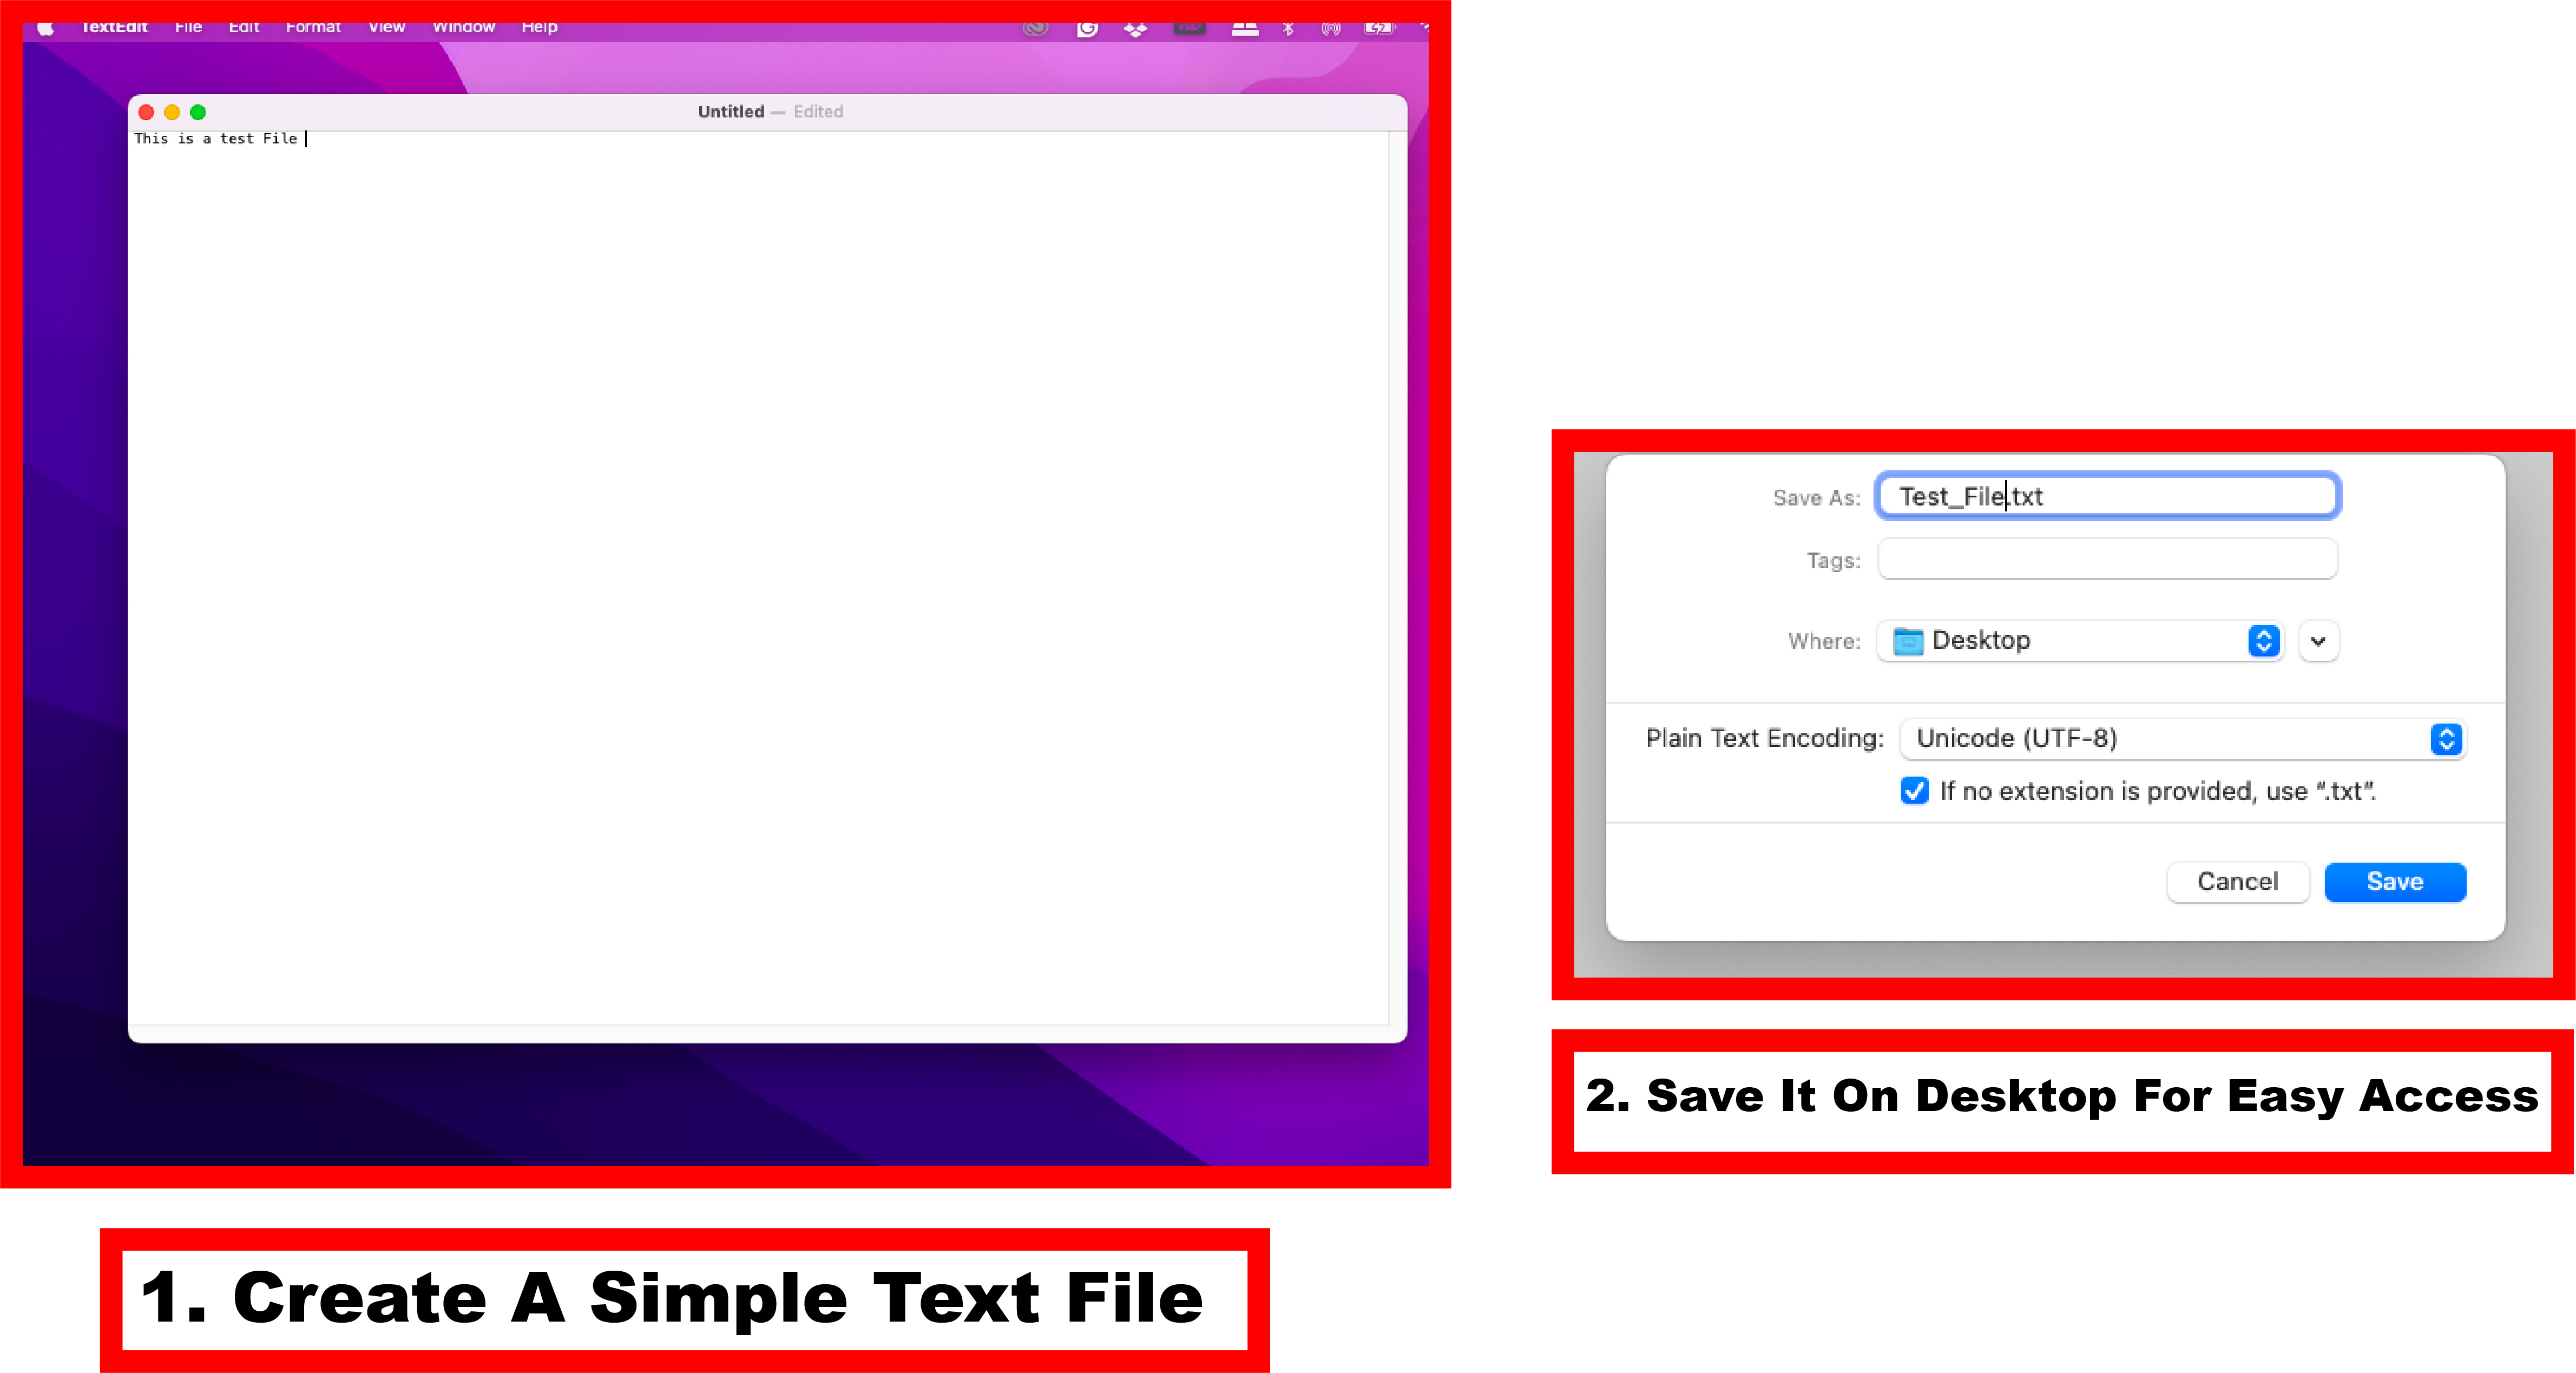 TextEdit File Edit Format View Window Help
Untitled — Edited
This is a test File
1. Create A Simple Text File
Save As: Test_File.txt
Tags:
Where: Desktop
Plain Text Encoding: Unicode (UTF-8)
If no extension is provided, use “.txt”.
Cancel Save
2. Save It On Desktop For Easy Access